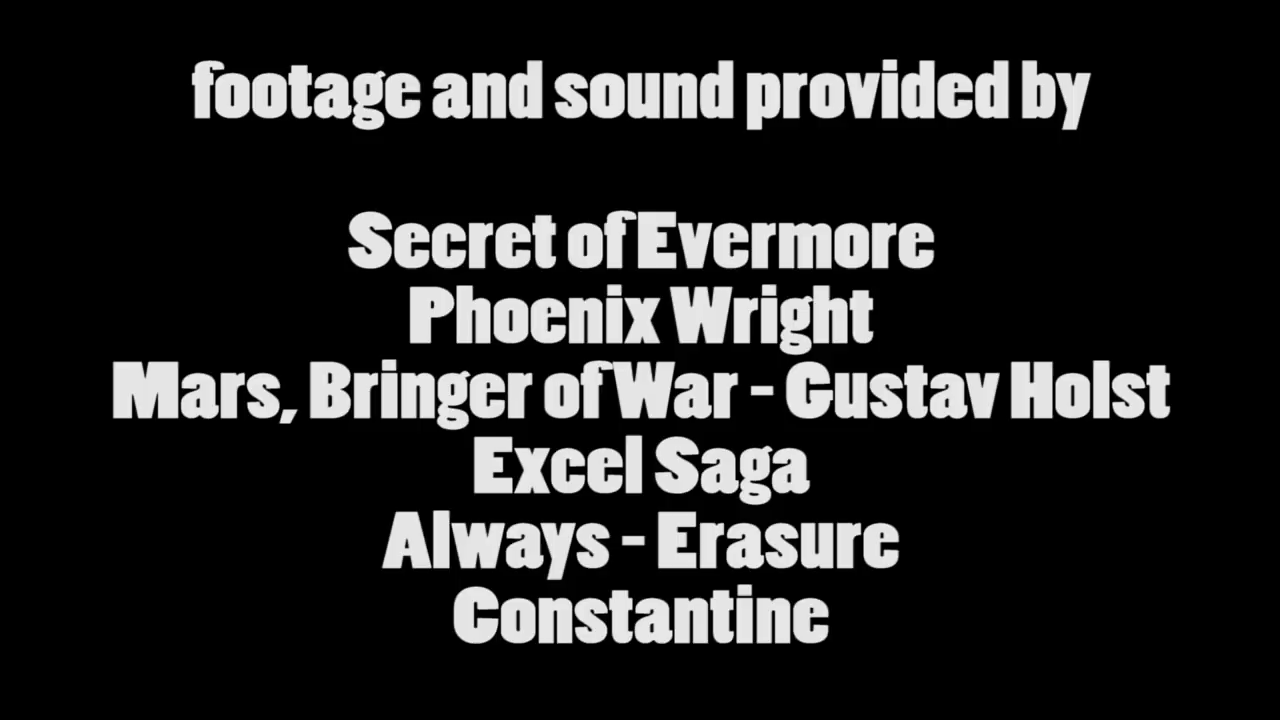 footage and sound provided by
Secret of Evermore
Phoenix Wright
Mars, Bringer of War - Gustav Holst
Excel Saga
Always - Erasure
Constantine